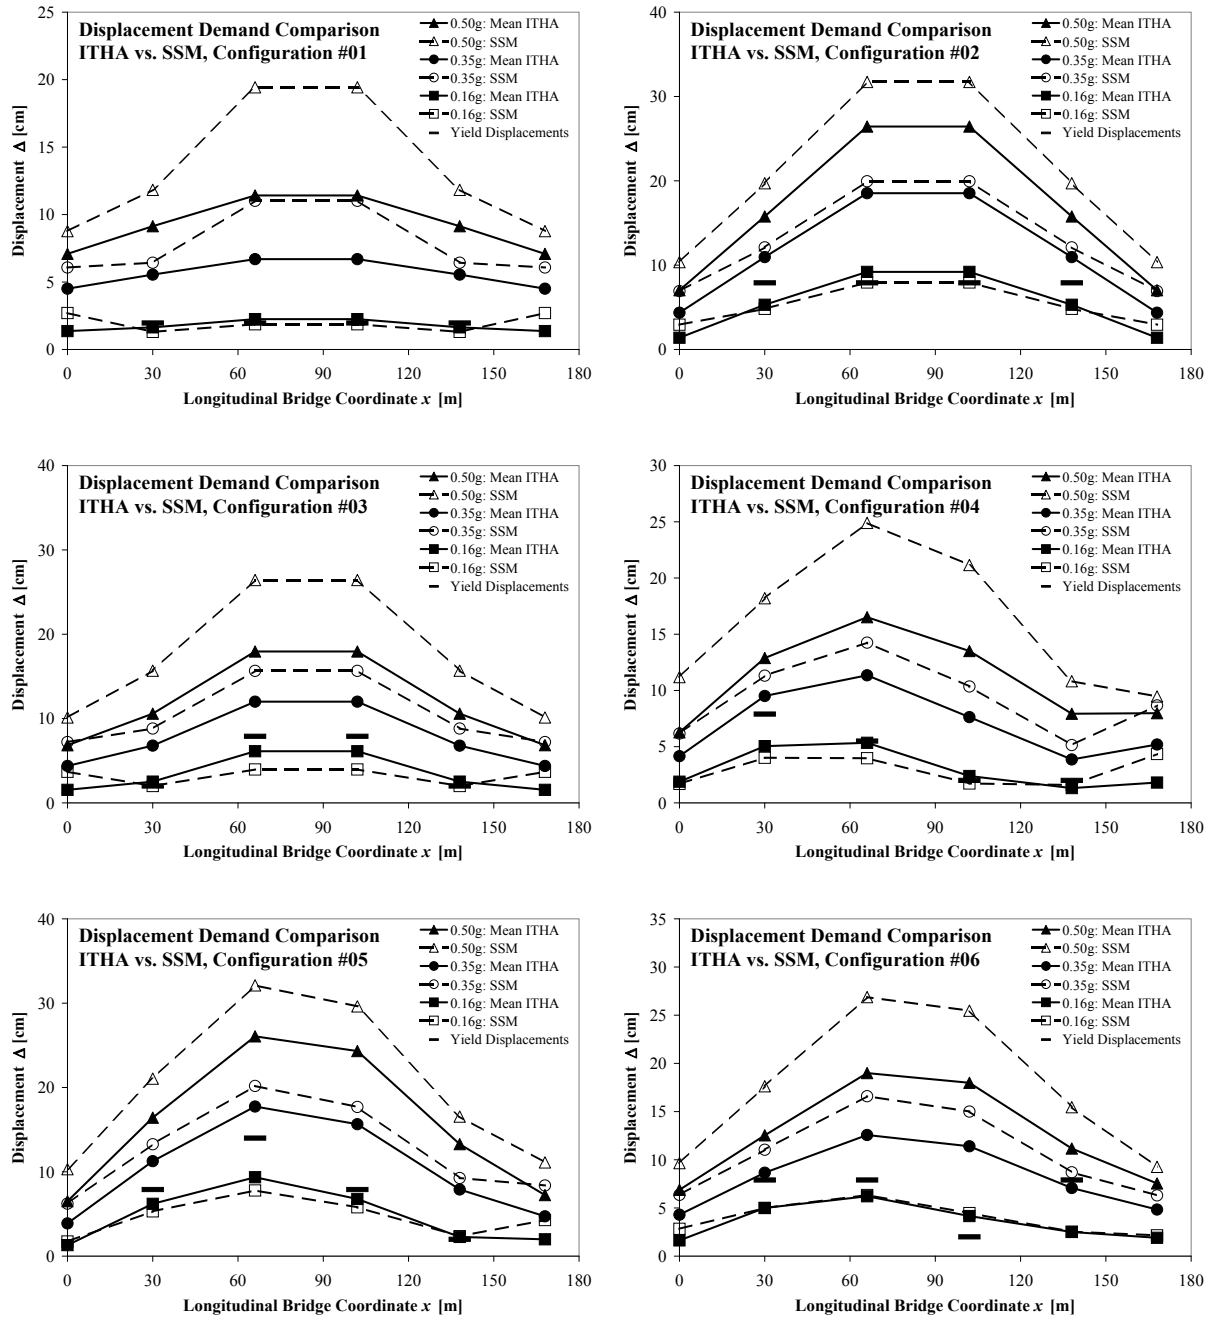 Displacement Demand Comparison
ITHA vs. SSM, Configuration #01
0.50g: Mean ITHA
0.50g: SSM
0.35g: Mean ITHA
0.35g: SSM
0.16g: Mean ITHA
0.16g: SSM
Yield Displacements
Displacement Δ [cm]
25
20
15
10
5
0
0 30 60 90 120 150 180
Longitudinal Bridge Coordinate x [m]
Displacement Demand Comparison
ITHA vs. SSM, Configuration #02
0.50g: Mean ITHA
0.50g: SSM
0.35g: Mean ITHA
0.35g: SSM
0.16g: Mean ITHA
0.16g: SSM
Yield Displacements
Displacement Δ [cm]
40
30
20
10
0
0 30 60 90 120 150 180
Longitudinal Bridge Coordinate x [m]
Displacement Demand Comparison
ITHA vs. SSM, Configuration #03
0.50g: Mean ITHA
0.50g: SSM
0.35g: Mean ITHA
0.35g: SSM
0.16g: Mean ITHA
0.16g: SSM
Yield Displacements
Displacement Δ [cm]
40
30
20
10
0
0 30 60 90 120 150 180
Longitudinal Bridge Coordinate x [m]
Displacement Demand Comparison
ITHA vs. SSM, Configuration #04
0.50g: Mean ITHA
0.50g: SSM
0.35g: Mean ITHA
0.35g: SSM
0.16g: Mean ITHA
0.16g: SSM
Yield Displacements
Displacement Δ [cm]
30
25
20
15
10
5
0
0 30 60 90 120 150 180
Longitudinal Bridge Coordinate x [m]
Displacement Demand Comparison
ITHA vs. SSM, Configuration #05
0.50g: Mean ITHA
0.50g: SSM
0.35g: Mean ITHA
0.35g: SSM
0.16g: Mean ITHA
0.16g: SSM
Yield Displacements
Displacement Δ [cm]
40
30
20
10
0
0 30 60 90 120 150 180
Longitudinal Bridge Coordinate x [m]
Displacement Demand Comparison
ITHA vs. SSM, Configuration #06
0.50g: Mean ITHA
0.50g: SSM
0.35g: Mean ITHA
0.35g: SSM
0.16g: Mean ITHA
0.16g: SSM
Yield Displacements
Displacement Δ [cm]
35
30
25
20
15
10
5
0
0 30 60 90 120 150 180
Longitudinal Bridge Coordinate x [m]